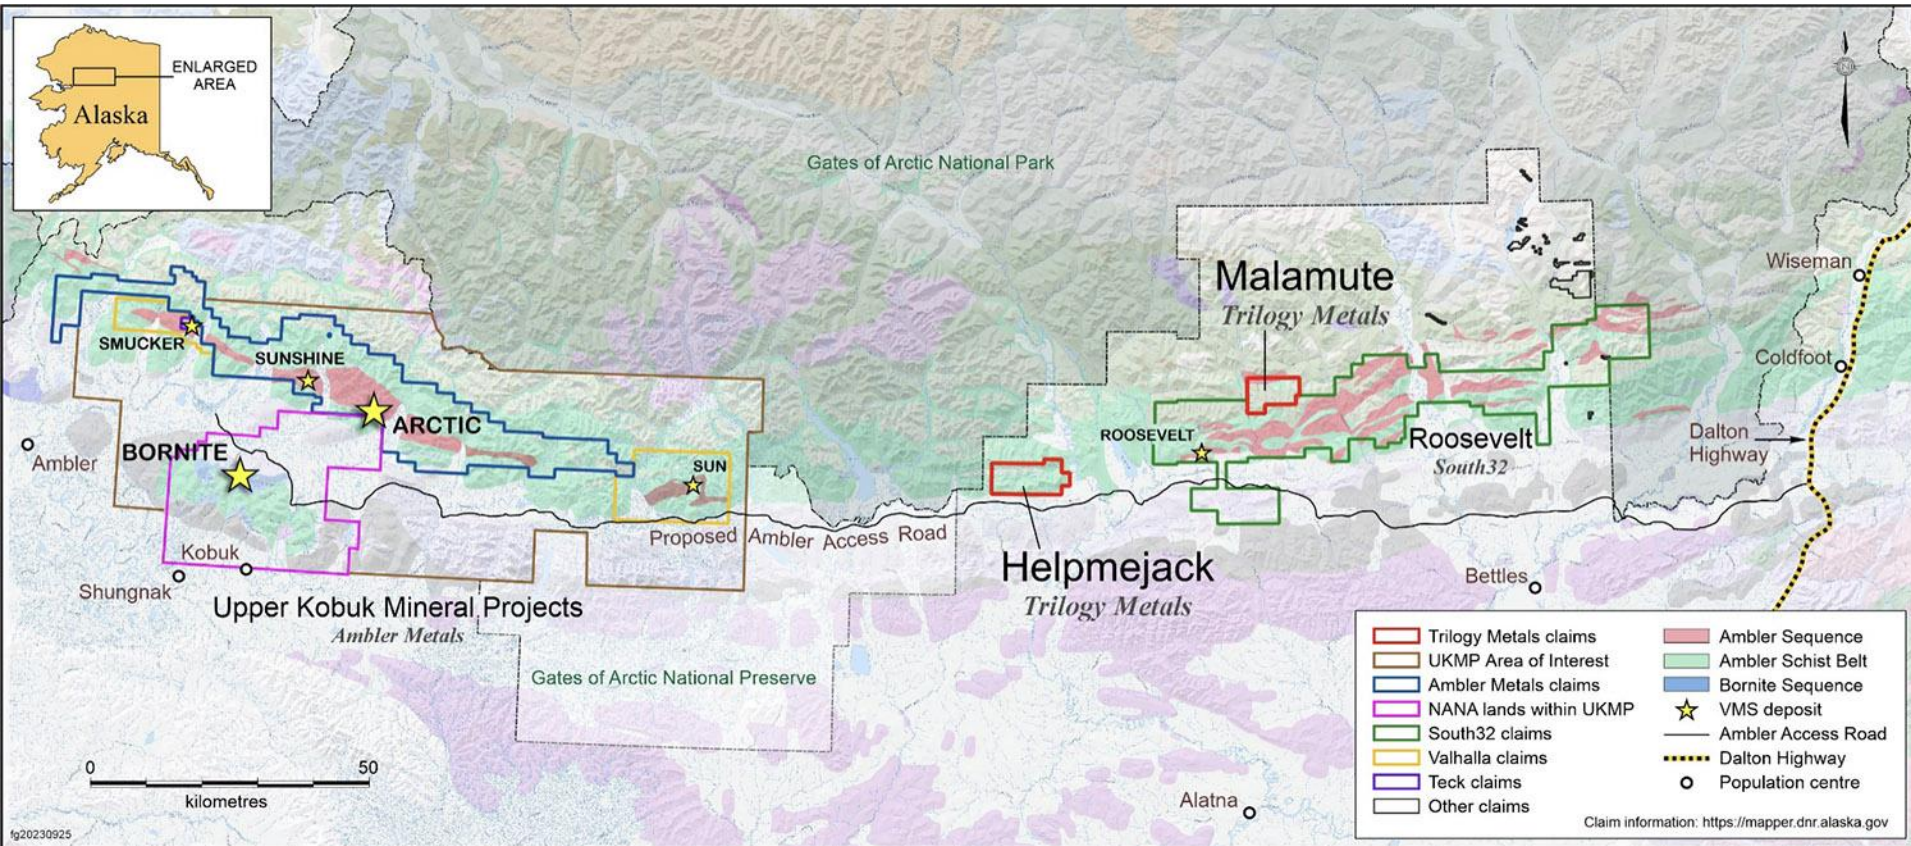 ENLARGED
AREA
Alaska
Gates of Arctic National Park
Malamute
Trilogy Metals
Wiseman
SMUCKER
SUNSHINE
Coldfoot
ARCTIC
BORNITE
Ambler
ROOSEVELT
Roosevelt
South32
Dalton
Highway
SUN
Proposed Ambler Access Road
Kobuk
Shungnak
Helpmejack
Trilogy Metals
Bettles
Upper Kobuk Mineral Projects
Ambler Metals
Gates of Arctic National Preserve
Alatna
0 50
kilometres
fg20230925
Trilogy Metals claims
UKMP Area of Interest
Ambler Metals claims
NANA lands within UKMP
South32 claims
Valhalla claims
Teck claims
Other claims
Ambler Sequence
Ambler Schist Belt
Bornite Sequence
VMS deposit
Ambler Access Road
Dalton Highway
Population centre
Claim information: https://mapper.dnr.alaska.gov